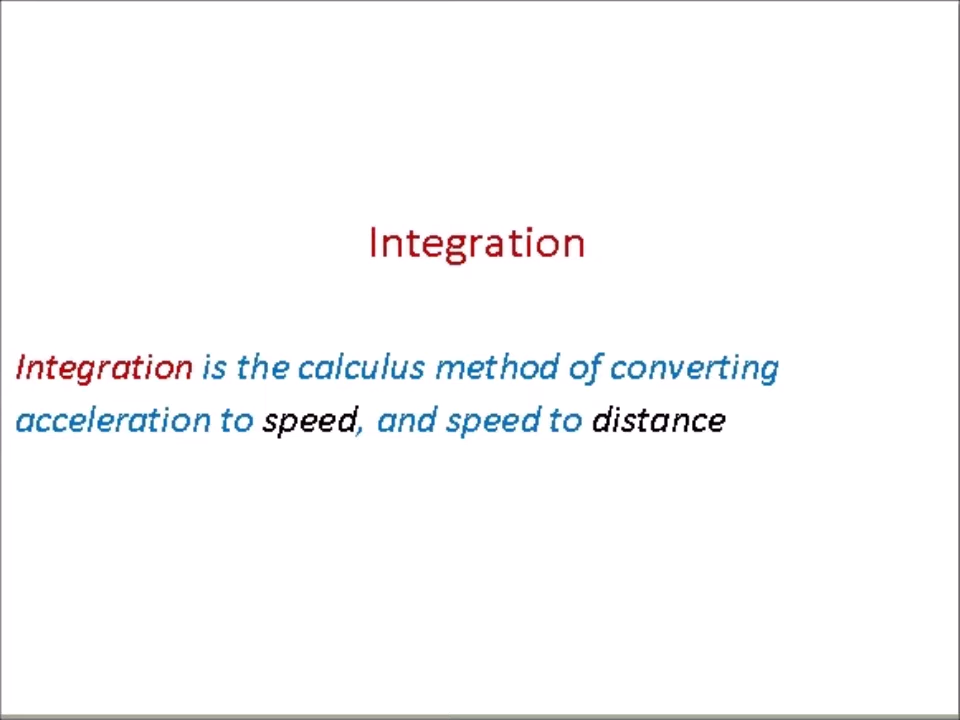 Integration
Integration is the calculus method of converting
acceleration to speed, and speed to distance